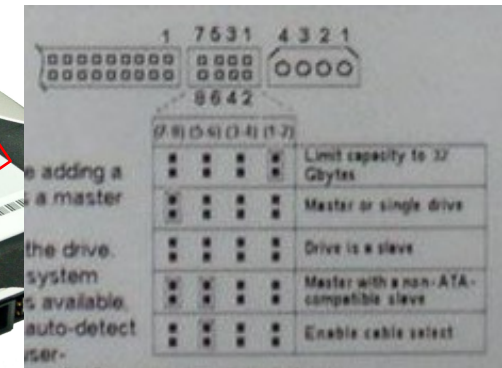 1 7 5 3 1 4 3 2 1
8 6 4 2
(7-8) (5-6) (3-4) (1-2)
Limit capacity to 32
Gbytes
e adding a
s a master
Master or single drive
the drive.
Drive is a slave
system
s available.
Master with a non-ATA-
compatible slave
auto-detect
Enable cable select
user-